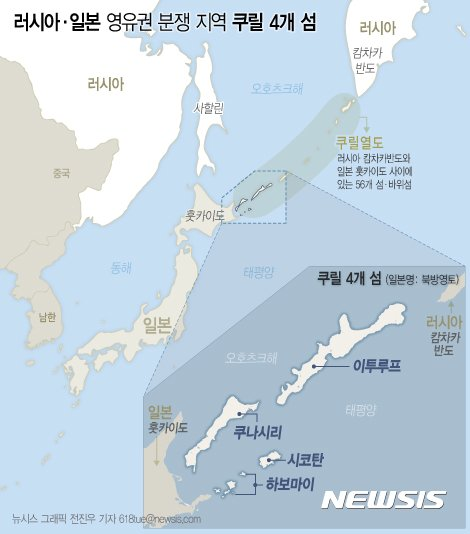 러시아·일본 영유권 분쟁 지역 쿠릴 4개 섬
러시아
러시아
캄차카
반도
오호츠크해
사할린
쿠릴열도
러시아 캄차카반도와
일본 홋카이도 사이에
있는 56개 섬·바위섬
중국
홋카이도
동해
태평양
남한
일본
쿠릴 4개 섬 (일본명: 북방영토)
러시아
캄차카
반도
오호츠크해
이투루프
태평양
일본
홋카이도
쿠나시리
시코탄
하보마이
NEWSIS
뉴시스 그래픽 전진우 기자 618tue@newsis.com